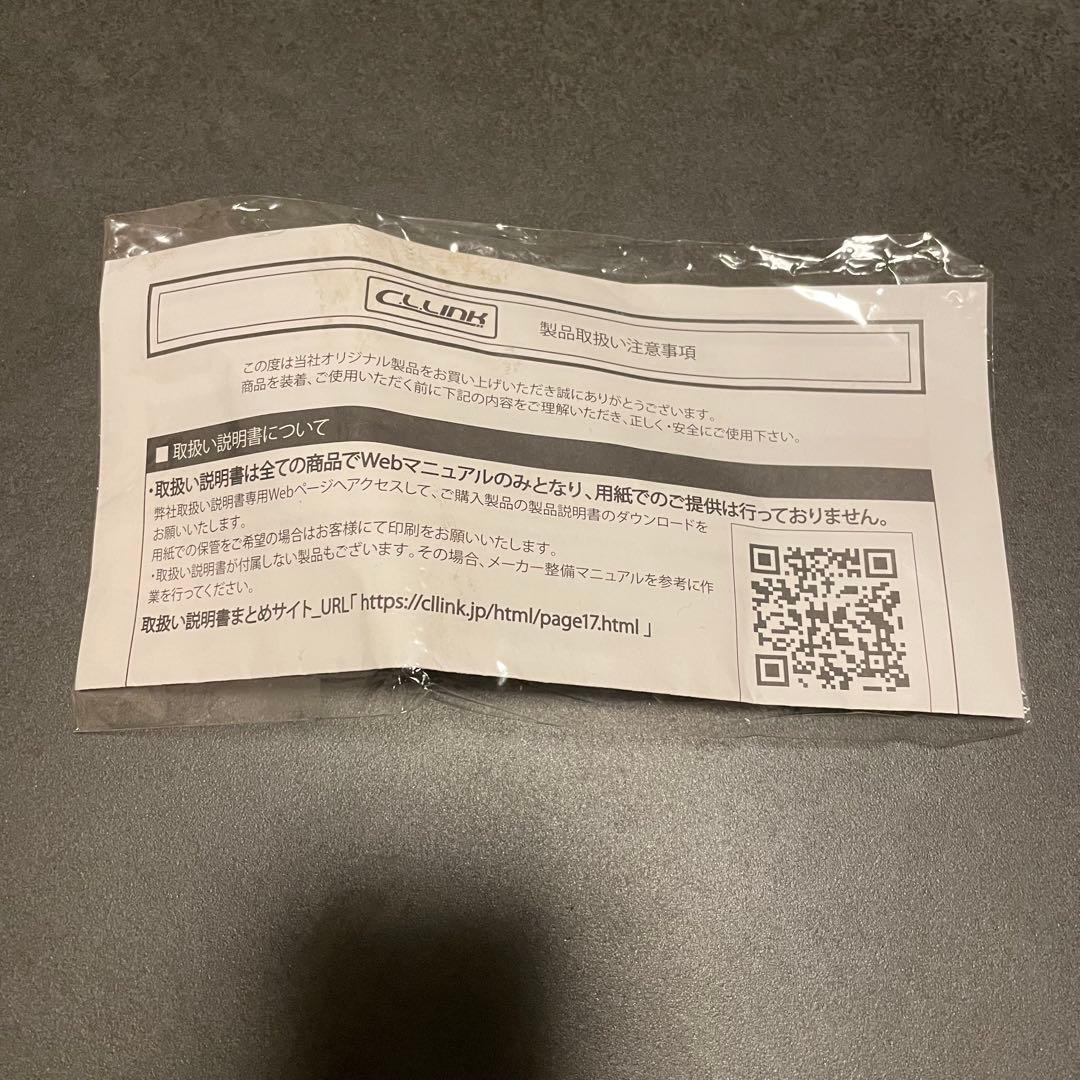 C.L.LINK 製品取扱い注意事項
この度は当社オリジナル製品をお買い上げいただき誠にありがとうございます。
商品を装着、ご使用いただく前に下記の内容をご理解いただき、正しく・安全にご使用下さい。
■ 取扱い説明書について
・取扱い説明書は全ての商品でWebマニュアルのみとなり、用紙でのご提供は行っておりません。
弊社取扱い説明書専用Webページへアクセスして、ご購入製品の製品説明書のダウンロードを
お願いいたします。
用紙での保管をご希望の場合はお客様にて印刷をお願いいたします。
・取扱い説明書が付属しない製品もございます。その場合、メーカー整備マニュアルを参考に作
業を行ってください。
取扱い説明書まとめサイト_URL「 https://cllink.jp/html/page17.html 」